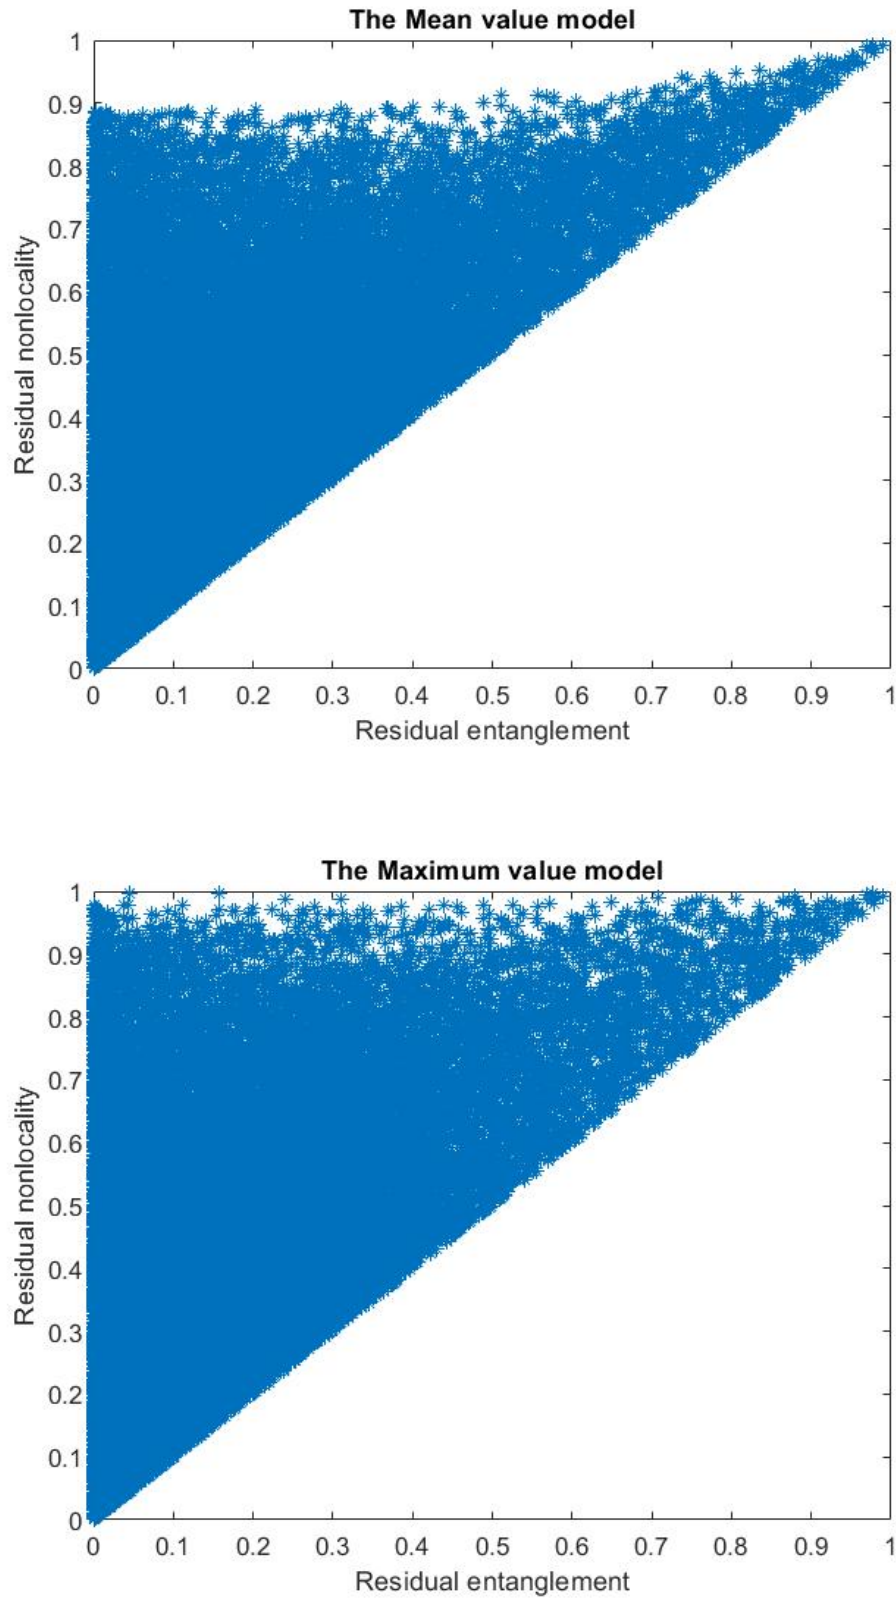 The Mean value model
1
0.9
0.8
0.7
0.6
0.5
0.4
0.3
0.2
0.1
0
Residual nonlocality
0 0.1 0.2 0.3 0.4 0.5 0.6 0.7 0.8 0.9 1
Residual entanglement
The Maximum value model
1
0.9
0.8
0.7
0.6
0.5
0.4
0.3
0.2
0.1
0
Residual nonlocality
0 0.1 0.2 0.3 0.4 0.5 0.6 0.7 0.8 0.9 1
Residual entanglement